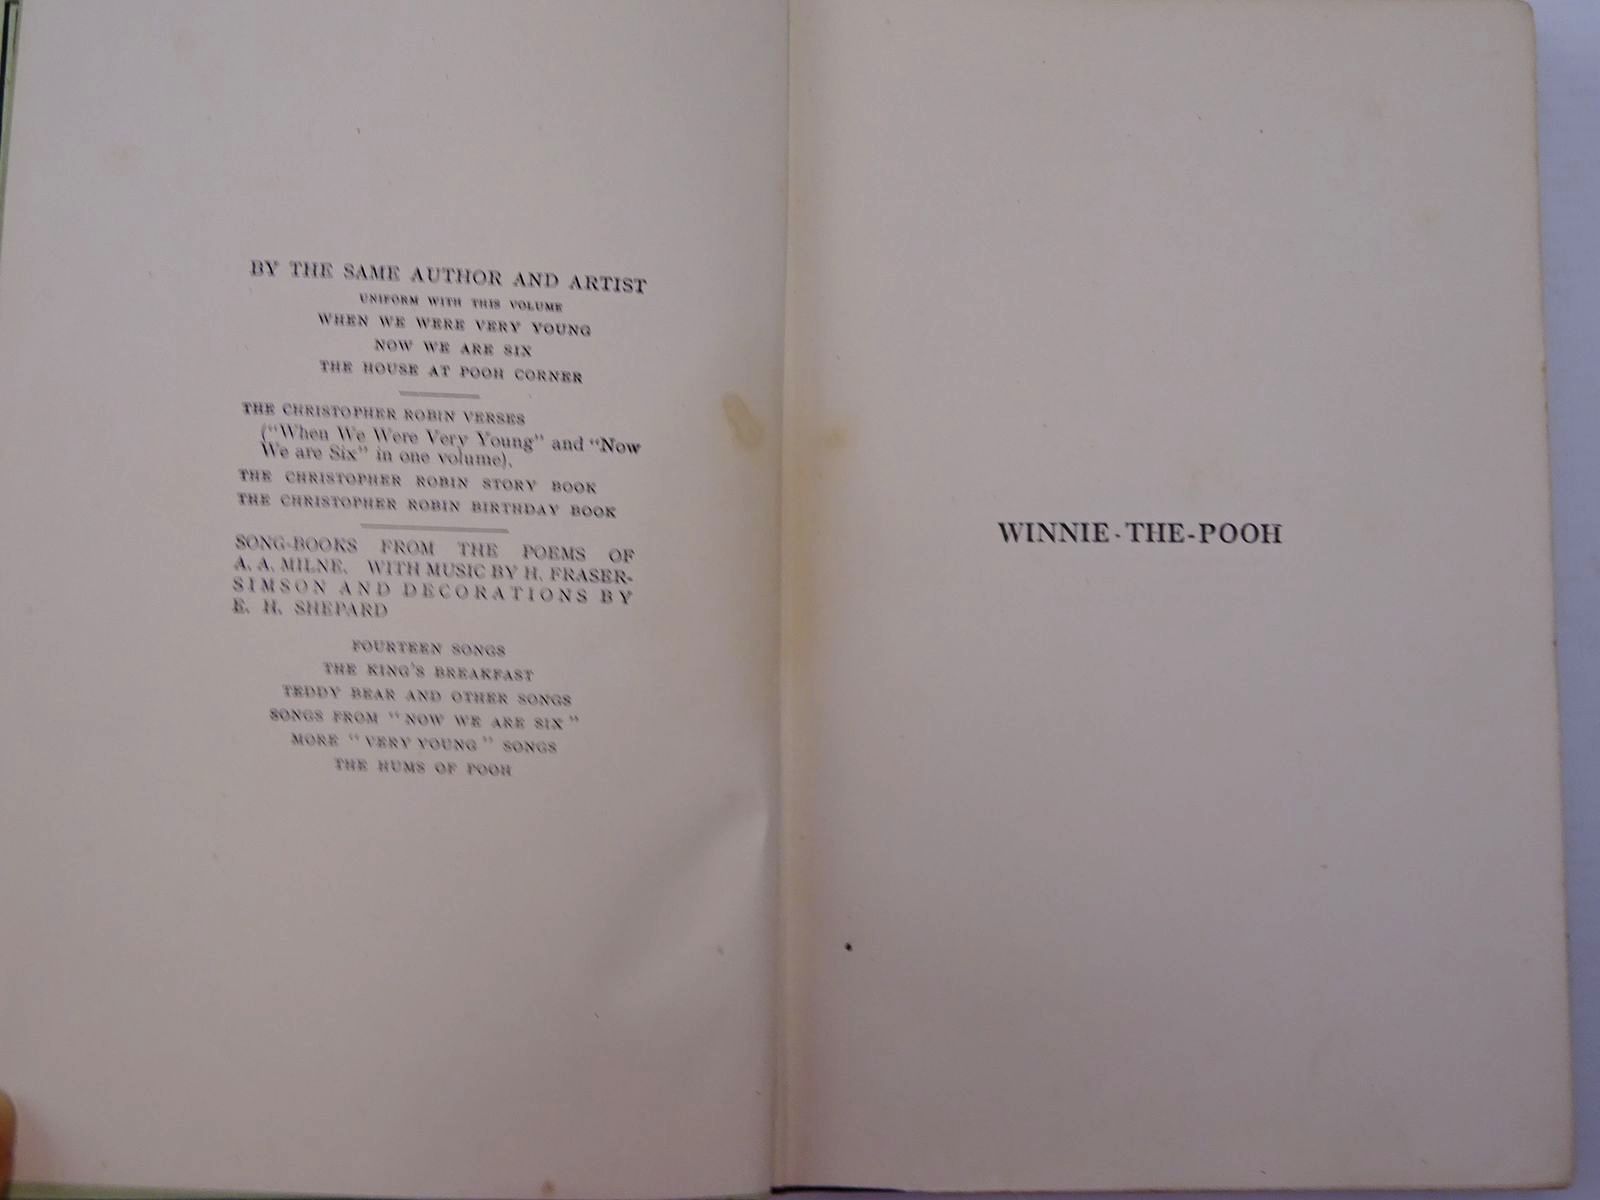 BY THE SAME AUTHOR AND ARTIST
UNIFORM WITH THIS VOLUME
WHEN WE WERE VERY YOUNG
NOW WE ARE SIX
THE HOUSE AT POOH CORNER
THE CHRISTOPHER ROBIN VERSES
("When We Were Very Young" and "Now
We are Six" in one volume).
THE CHRISTOPHER ROBIN STORY BOOK
THE CHRISTOPHER ROBIN BIRTHDAY BOOK
SONG-BOOKS FROM THE POEMS OF
A. A. MILNE. WITH MUSIC BY H. FRASER-
SIMSON AND DECORATIONS BY
E. H. SHEPARD
FOURTEEN SONGS
THE KING'S BREAKFAST
TEDDY BEAR AND OTHER SONGS
SONGS FROM "NOW WE ARE SIX"
MORE "VERY YOUNG" SONGS
THE HUMS OF POOH
WINNIE-THE-POOH